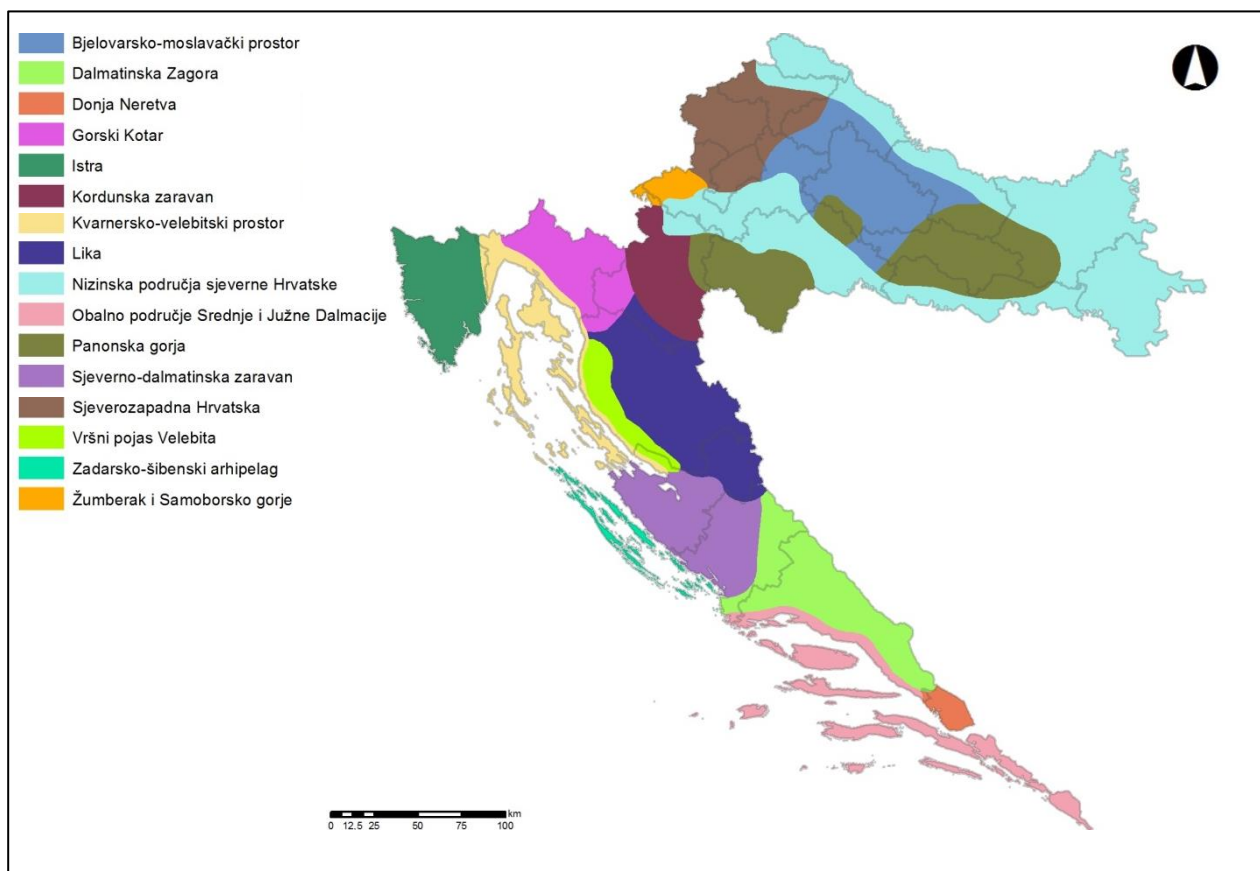 Bjelovarsko-moslavački prostor
Dalmatinska Zagora
Donja Neretva
Gorski Kotar
Istra
Kordunska zaravan
Kvarnersko-velebitski prostor
Lika
Nizinska područja sjeverne Hrvatske
Obalno područje Srednje i Južne Dalmacije
Panonska gorja
Sjeverno-dalmatinska zaravan
Sjeverozapadna Hrvatska
Vršni pojas Velebita
Zadarsko-šibenski arhipelag
Žumberak i Samoborsko gorje
km
0 12.5 25 50 75 100